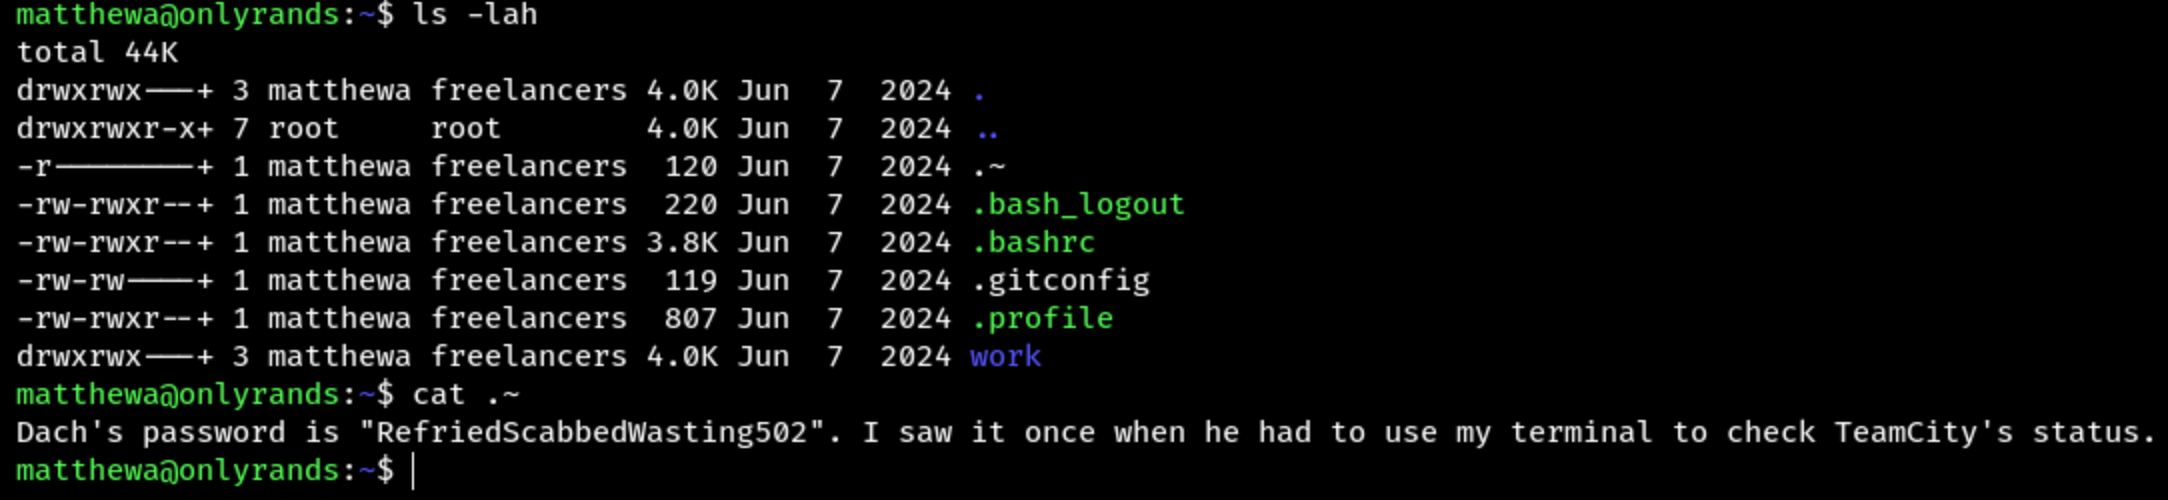 matthewa@onlyrands:~$ ls -lah
total 44K
drwxrwx---+ 3 matthewa freelancers 4.0K Jun  7  2024 .
drwxrwxr-x+ 7 root     root        4.0K Jun  7  2024 ..
-r--------+ 1 matthewa freelancers  120 Jun  7  2024 .~
-rw-rwxr--+ 1 matthewa freelancers  220 Jun  7  2024 .bash_logout
-rw-rwxr--+ 1 matthewa freelancers 3.8K Jun  7  2024 .bashrc
-rw-rw----+ 1 matthewa freelancers  119 Jun  7  2024 .gitconfig
-rw-rwxr--+ 1 matthewa freelancers  807 Jun  7  2024 .profile
drwxrwx---+ 3 matthewa freelancers 4.0K Jun  7  2024 work
matthewa@onlyrands:~$ cat .~
Dach's password is "RefriedScabbedWasting502". I saw it once when he had to use my terminal to check TeamCity's status.
matthewa@onlyrands:~$